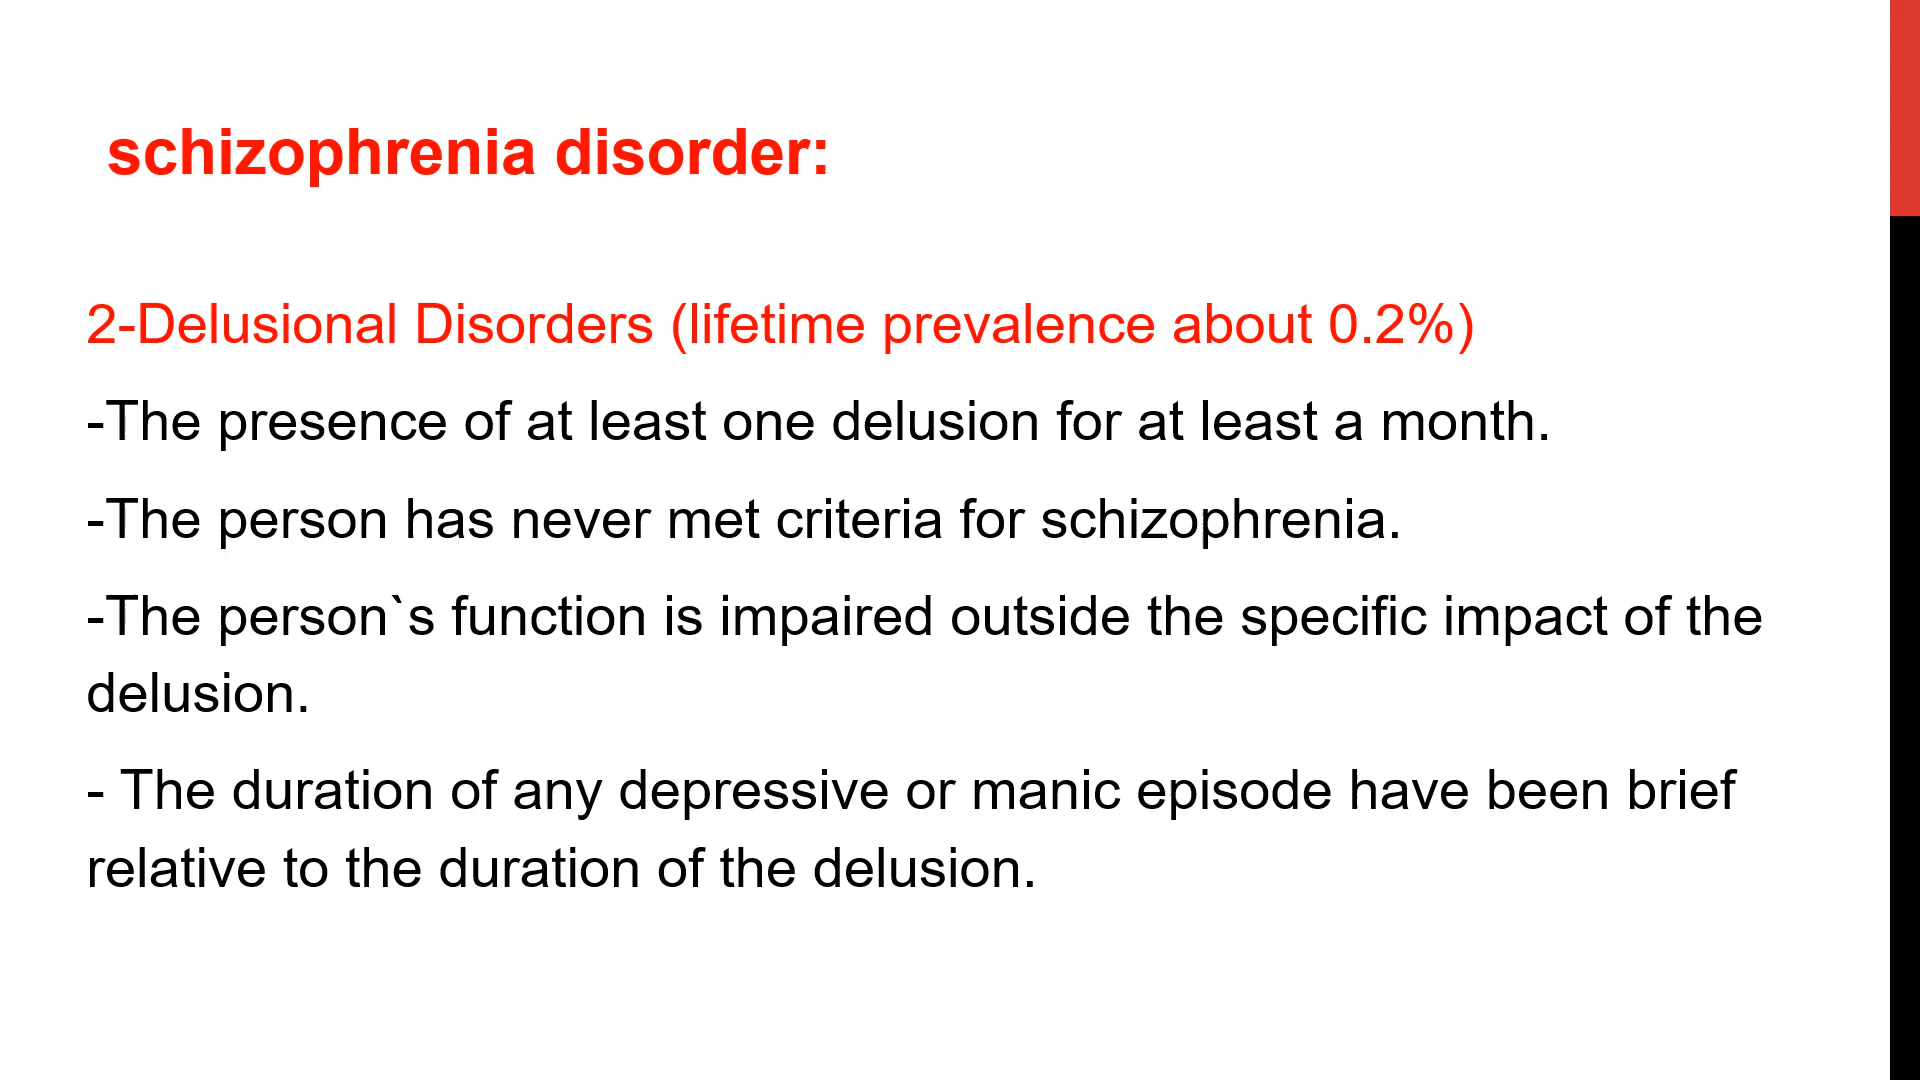 schizophrenia disorder:
2-Delusional Disorders (lifetime prevalence about 0.2%)
-The presence of at least one delusion for at least a month.
-The person has never met criteria for schizophrenia.
-The person`s function is impaired outside the specific impact of the
delusion.
- The duration of any depressive or manic episode have been brief
relative to the duration of the delusion.